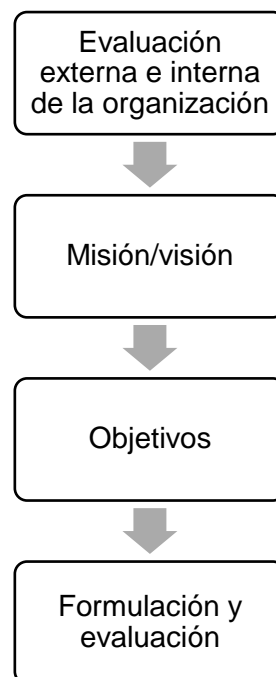 Evaluación
externa e interna
de la organización
Misión/visión
Objetivos
Formulación y
evaluación